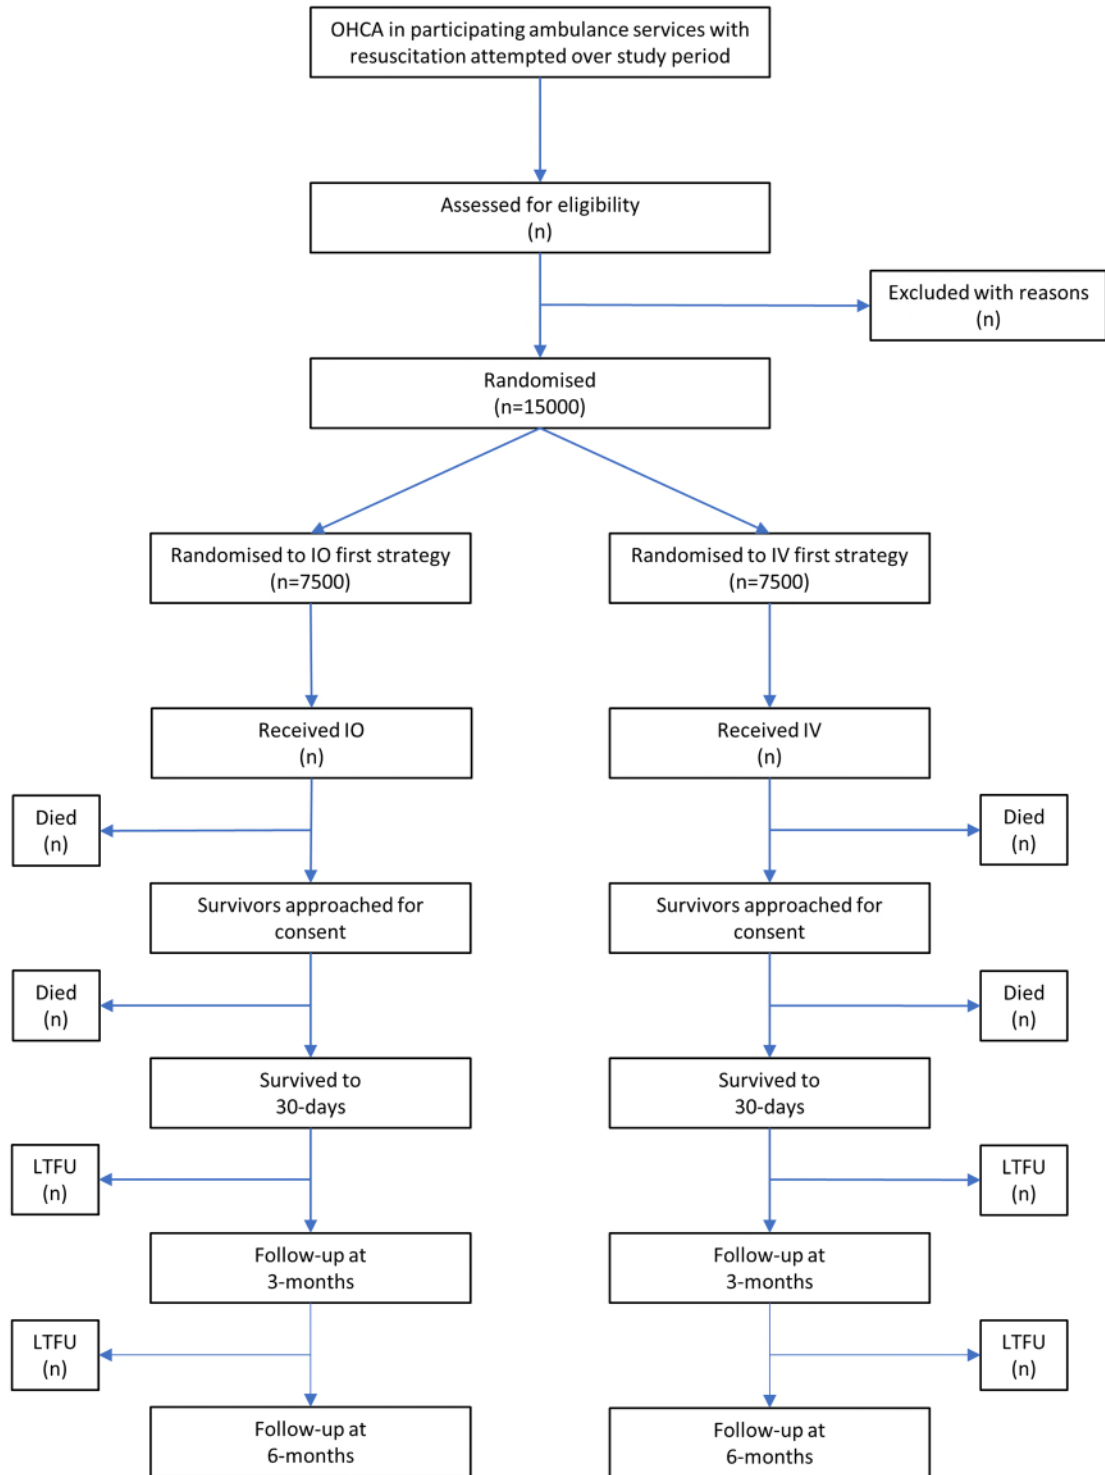 OHCA in participating ambulance services with
resuscitation attempted over study period
Assessed for eligibility
(n)
Excluded with reasons
(n)
Randomised
(n=15000)
Randomised to IO first strategy
(n=7500)
Randomised to IV first strategy
(n=7500)
Received IO
(n)
Received IV
(n)
Died
(n)
Died
(n)
Survivors approached for
consent
Survivors approached for
consent
Died
(n)
Died
(n)
Survived to
30-days
Survived to
30-days
LTFU
(n)
LTFU
(n)
Follow-up at
3-months
Follow-up at
3-months
LTFU
(n)
LTFU
(n)
Follow-up at
6-months
Follow-up at
6-months